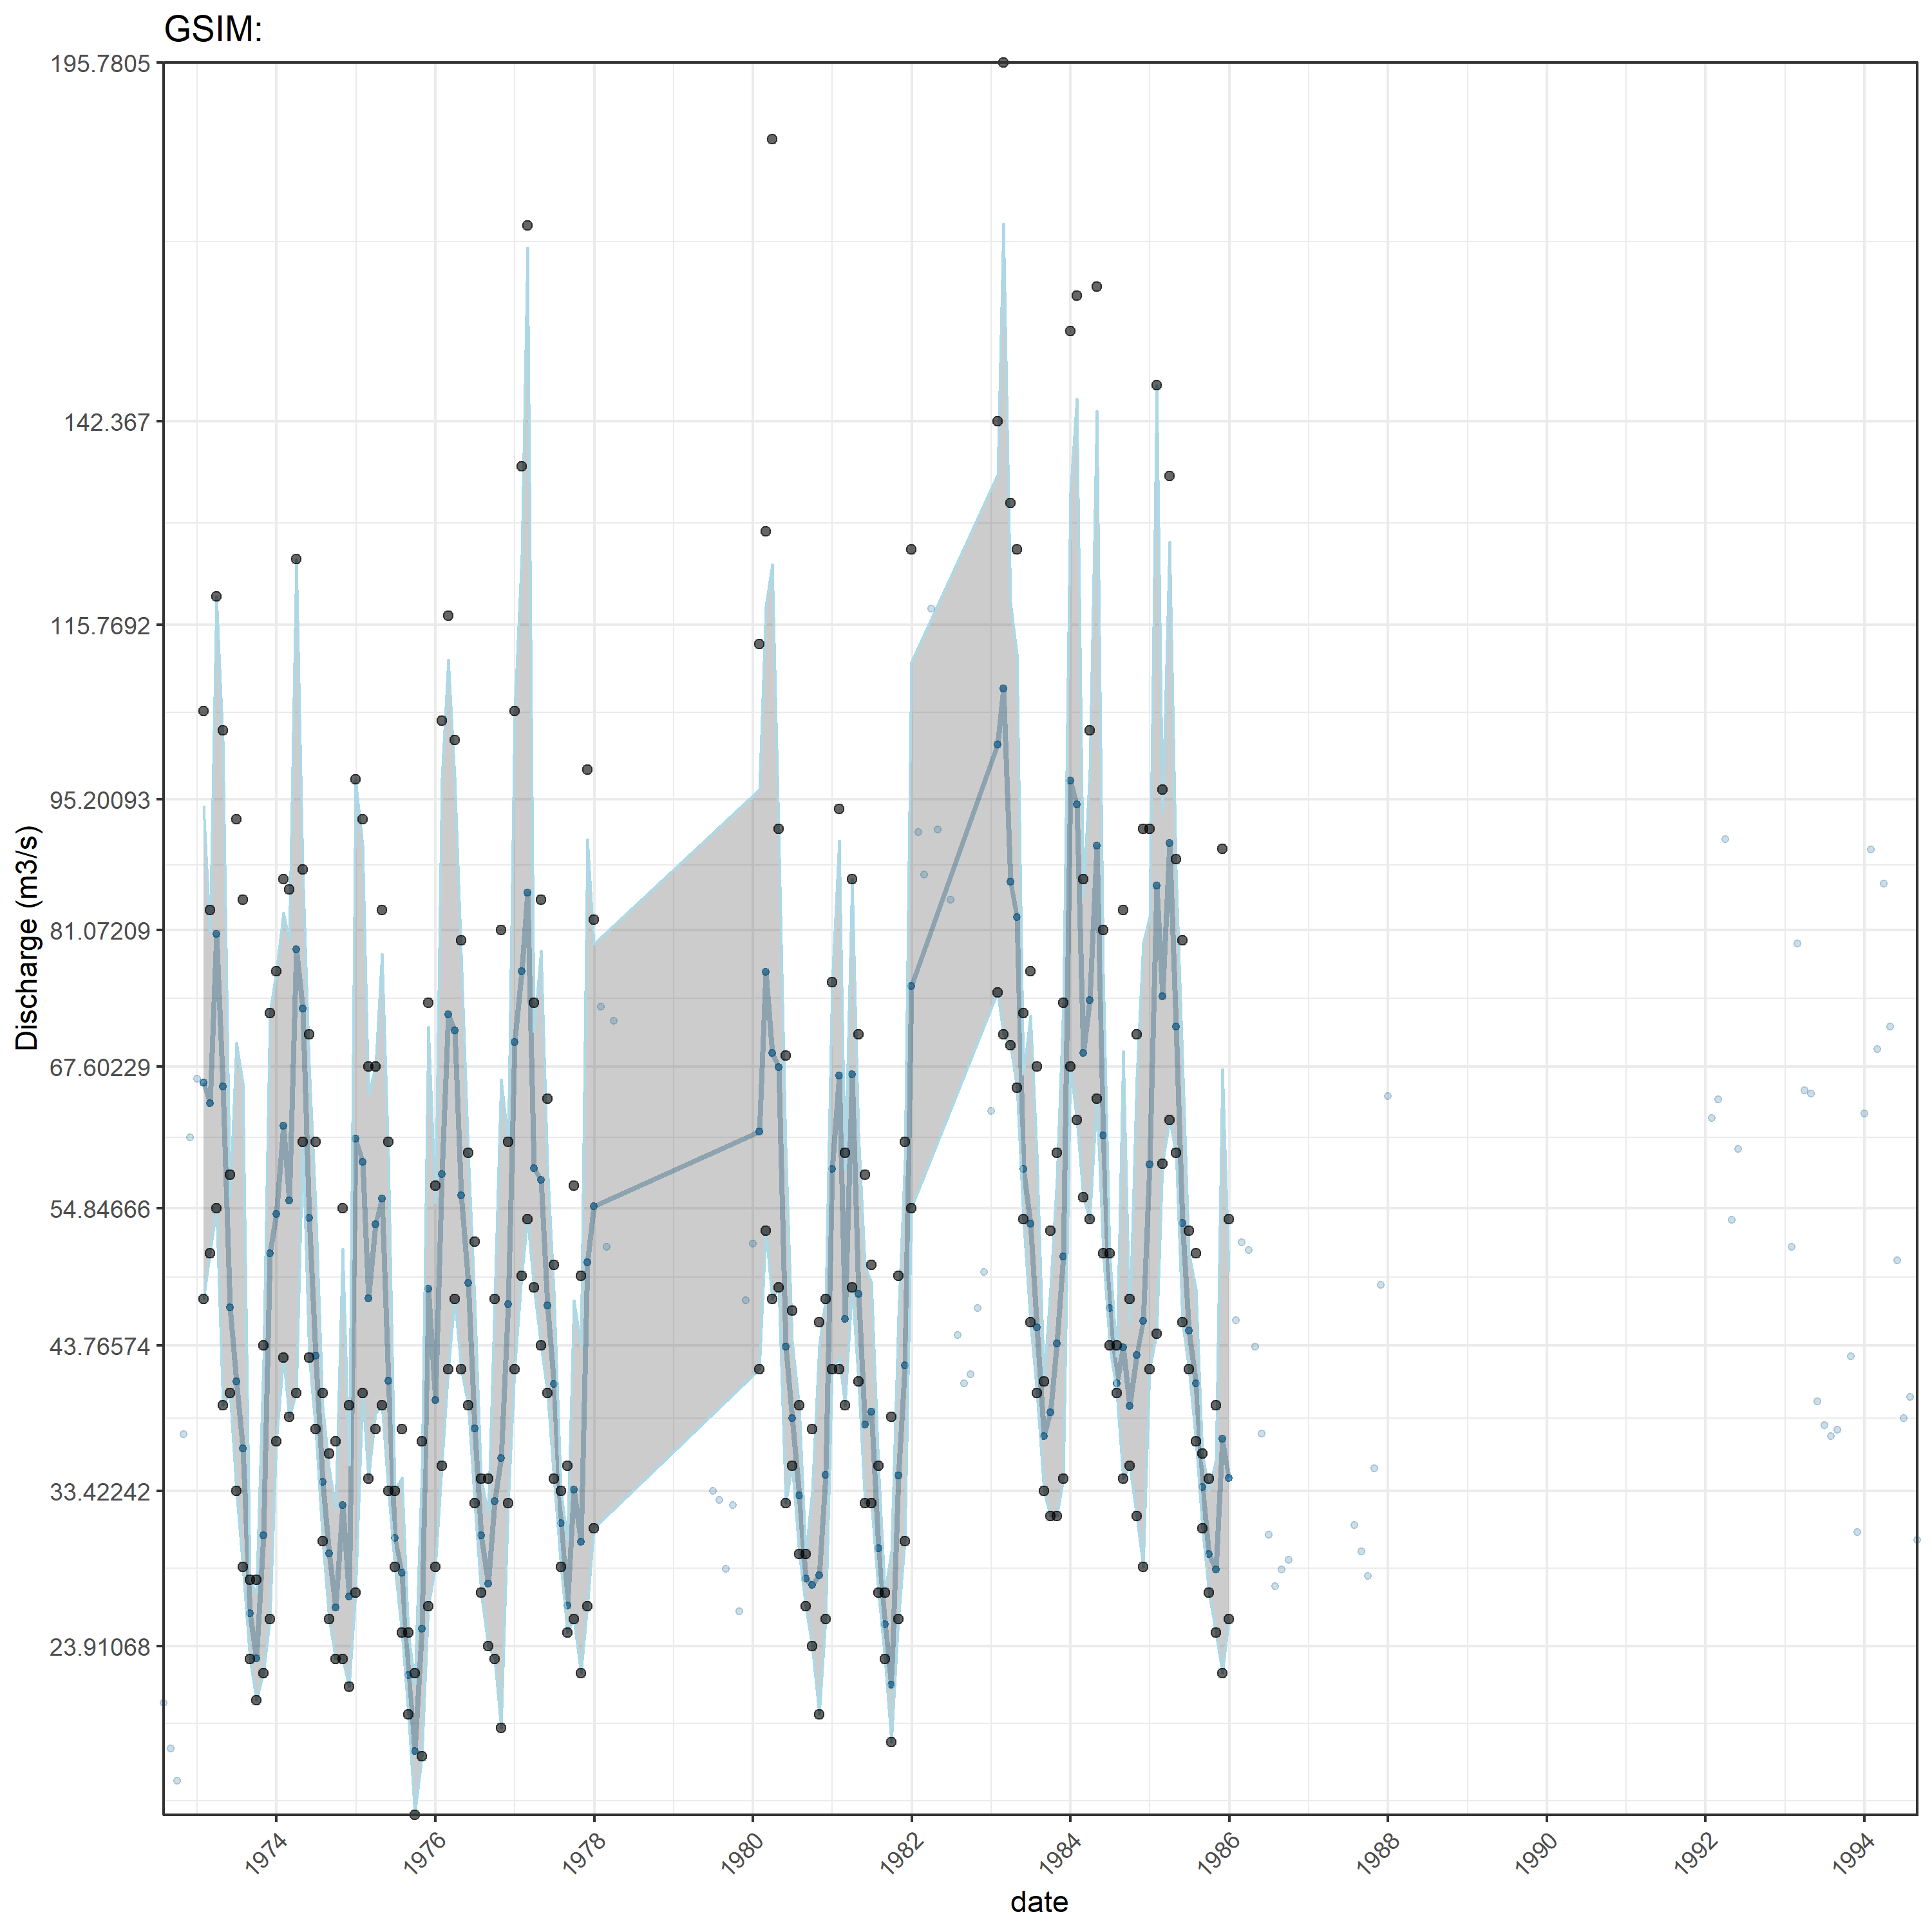 GSIM:
195.7805
142.367
115.7692
95.20093
81.07209
67.60229
54.84666
43.76574
33.42242
23.91068
Discharge (m3/s)
1974 1976 1978 1980 1982 1984 1986 1988 1990 1992 1994
date